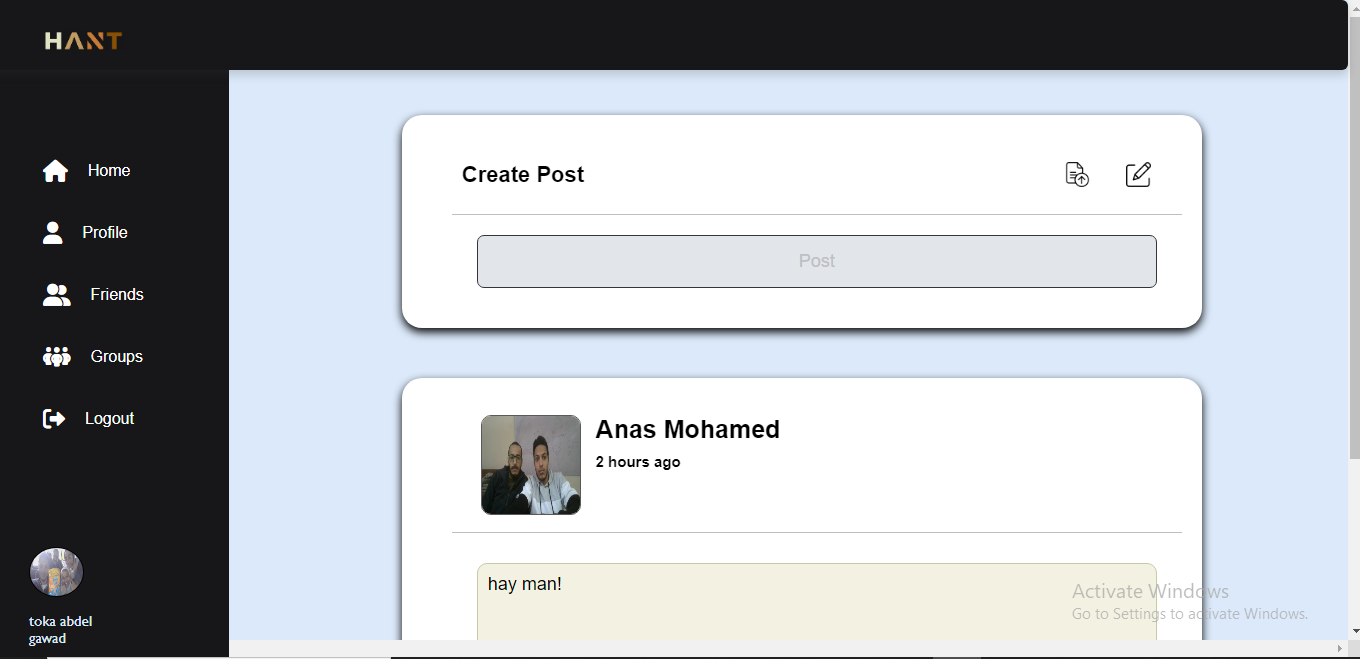 HANT
Home
Profile
Friends
Groups
Logout
toka abdel
gawad
Create Post
Post
Anas Mohamed
2 hours ago
hay man!
Activate Windows
Go to Settings to activate Windows.